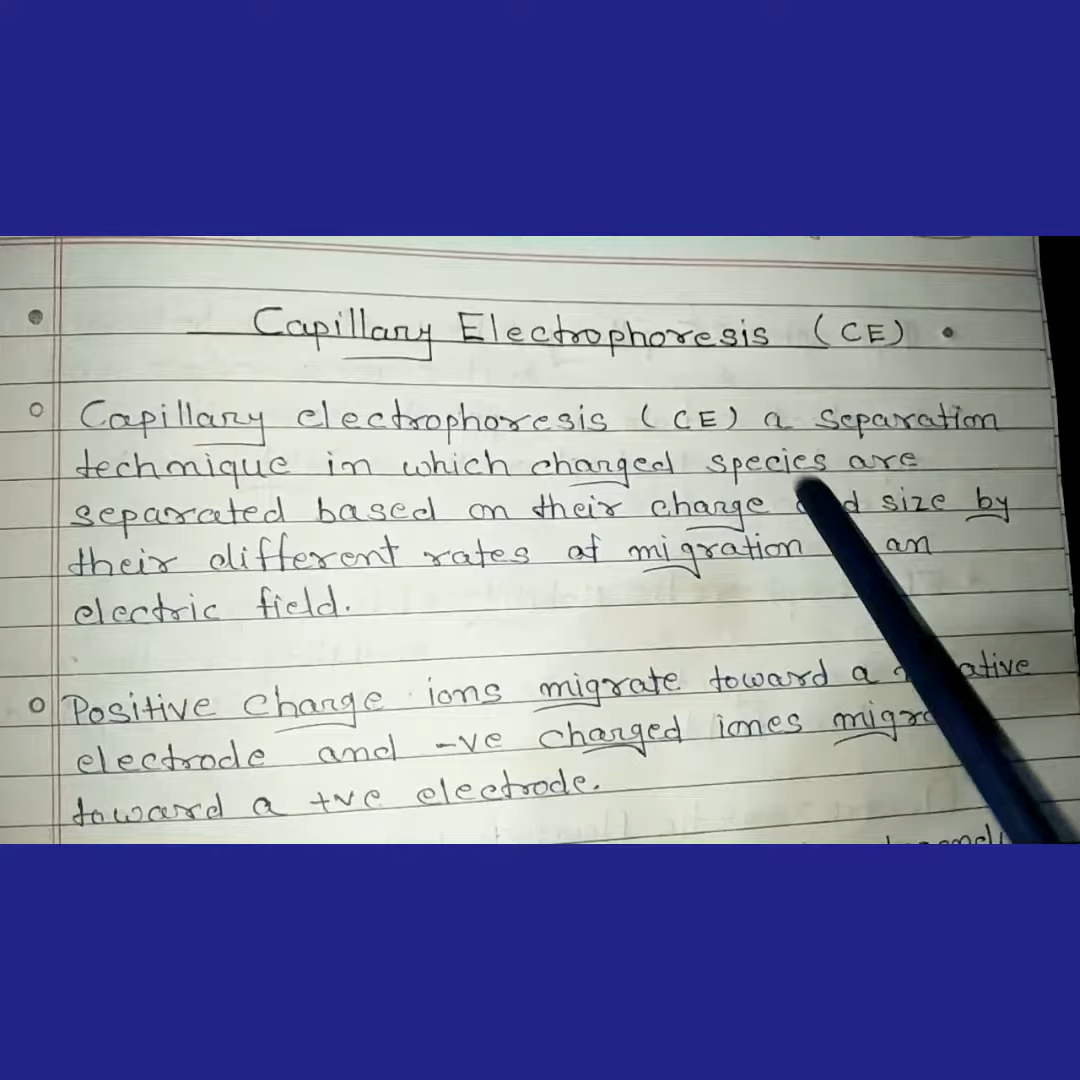 Capillary Electrophoresis (CE)
Capillary electrophoresis (CE) a separation
technique in which charged species are
separated based on their charge size by
their different rates of migration an
electric field.
Positive charge ions migrate toward a
electrode and -ve charged iones
toward a +ve electrode.